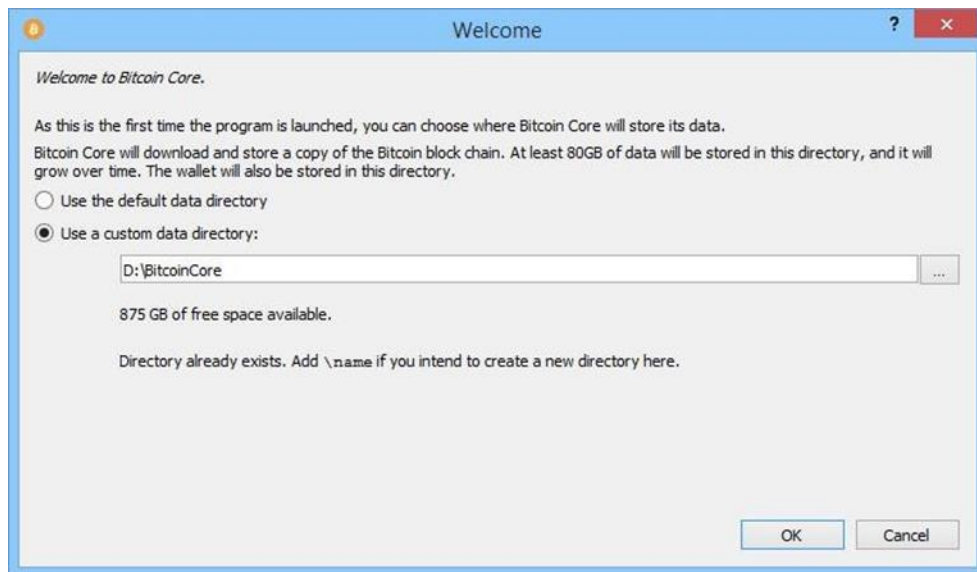 Welcome
?
Welcome to Bitcoin Core.
As this is the first time the program is launched, you can choose where Bitcoin Core will store its data.
Bitcoin Core will download and store a copy of the Bitcoin block chain. At least 80GB of data will be stored in this directory, and it will
grow over time. The wallet will also be stored in this directory.
Use the default data directory
Use a custom data directory:
D:\BitcoinCore
...
875 GB of free space available.
Directory already exists. Add \name if you intend to create a new directory here.
OK
Cancel